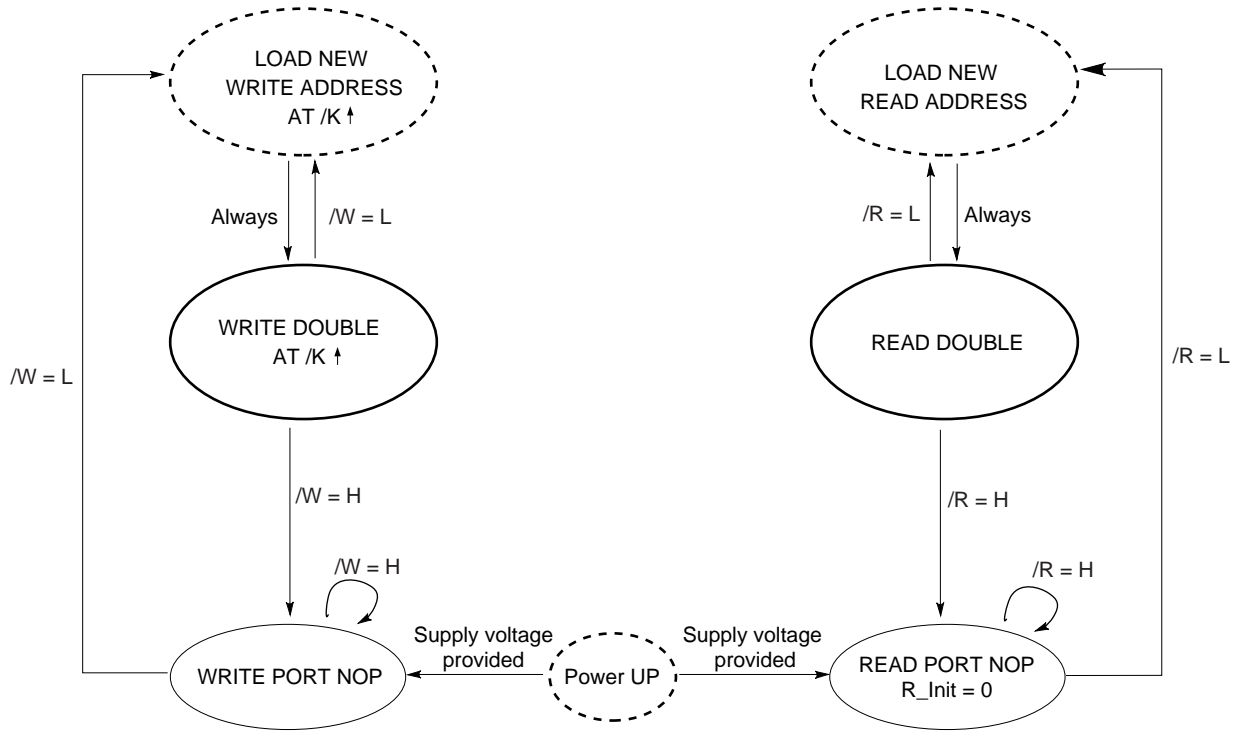 LOAD NEW
WRITE ADDRESS
AT /K ↑
LOAD NEW
READ ADDRESS
Always
/W = L
/R = L
Always
WRITE DOUBLE
AT /K ↑
READ DOUBLE
/W = L
/R = L
/W = H
/R = H
/W = H
/R = H
Supply voltage
provided
Supply voltage
provided
WRITE PORT NOP
Power UP
READ PORT NOP
R_Init = 0